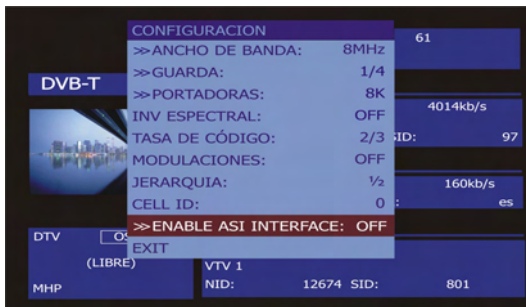 CONFIGURACION
≫ANCHO DE BANDA: 8MHz
≫GUARDA: 1/4
≫PORTADORAS: 8K
INV ESPECTRAL: OFF
TASA DE CÓDIGO: 2/3
MODULACIONES: OFF
JERARQUIA: ½
CELL ID: 0
≫ENABLE ASI INTERFACE: OFF
EXIT
61
DVB-T
4014kb/s
SID: 97
160kb/s
: es
DTV
(LIBRE)
MHP
VTV 1
NID: 12674 SID: 801